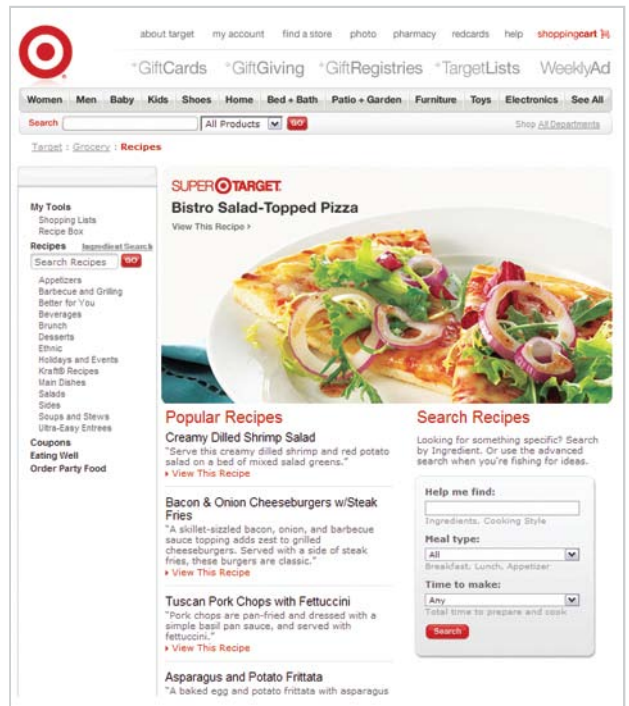 about target my account find a store photo pharmacy redcards help shoppingcart
GiftCards GiftGiving GiftRegistries TargetLists WeeklyAd
Women Men Baby Kids Shoes Home Bed + Bath Patio + Garden Furniture Toys Electronics See All
Search All Products GO Shop All Departments
Target : Grocery : Recipes
SUPER TARGET
Bistro Salad-Topped Pizza
View This Recipe ›
My Tools
Shopping Lists
Recipe Box
Recipes Ingredient Search
Search Recipes GO
Appetizers
Barbecue and Grilling
Better for You
Beverages
Brunch
Desserts
Ethnic
Holidays and Events
Kraft® Recipes
Main Dishes
Salads
Sides
Soups and Stews
Ultra-Easy Entrees
Coupons
Eating Well
Order Party Food
Popular Recipes
Creamy Dilled Shrimp Salad
"Serve this creamy dilled shrimp and red potato
salad on a bed of mixed salad greens."
View This Recipe
Bacon & Onion Cheeseburgers w/Steak
Fries
"A skillet-sizzled bacon, onion, and barbecue
sauce topping adds zest to grilled
cheeseburgers. Served with a side of steak
fries, these burgers are classic."
View This Recipe
Tuscan Pork Chops with Fettuccini
"Pork chops are pan-fried and dressed with a
simple basil pan sauce, and served with
fettuccini."
View This Recipe
Asparagus and Potato Frittata
"A baked egg and potato frittata with asparagus
Search Recipes
Looking for something specific? Search
by Ingredient. Or use the advanced
search when you're fishing for ideas.
Help me find:
Ingredients, Cooking Style
Meal type:
All
Breakfast, Lunch, Appetizer
Time to make:
Any
Total time to prepare and cook
Search